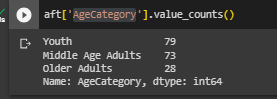 aft['AgeCategory'].value_counts()
Youth 79
Middle Age Adults 73
Older Adults 28
Name: AgeCategory, dtype: int64